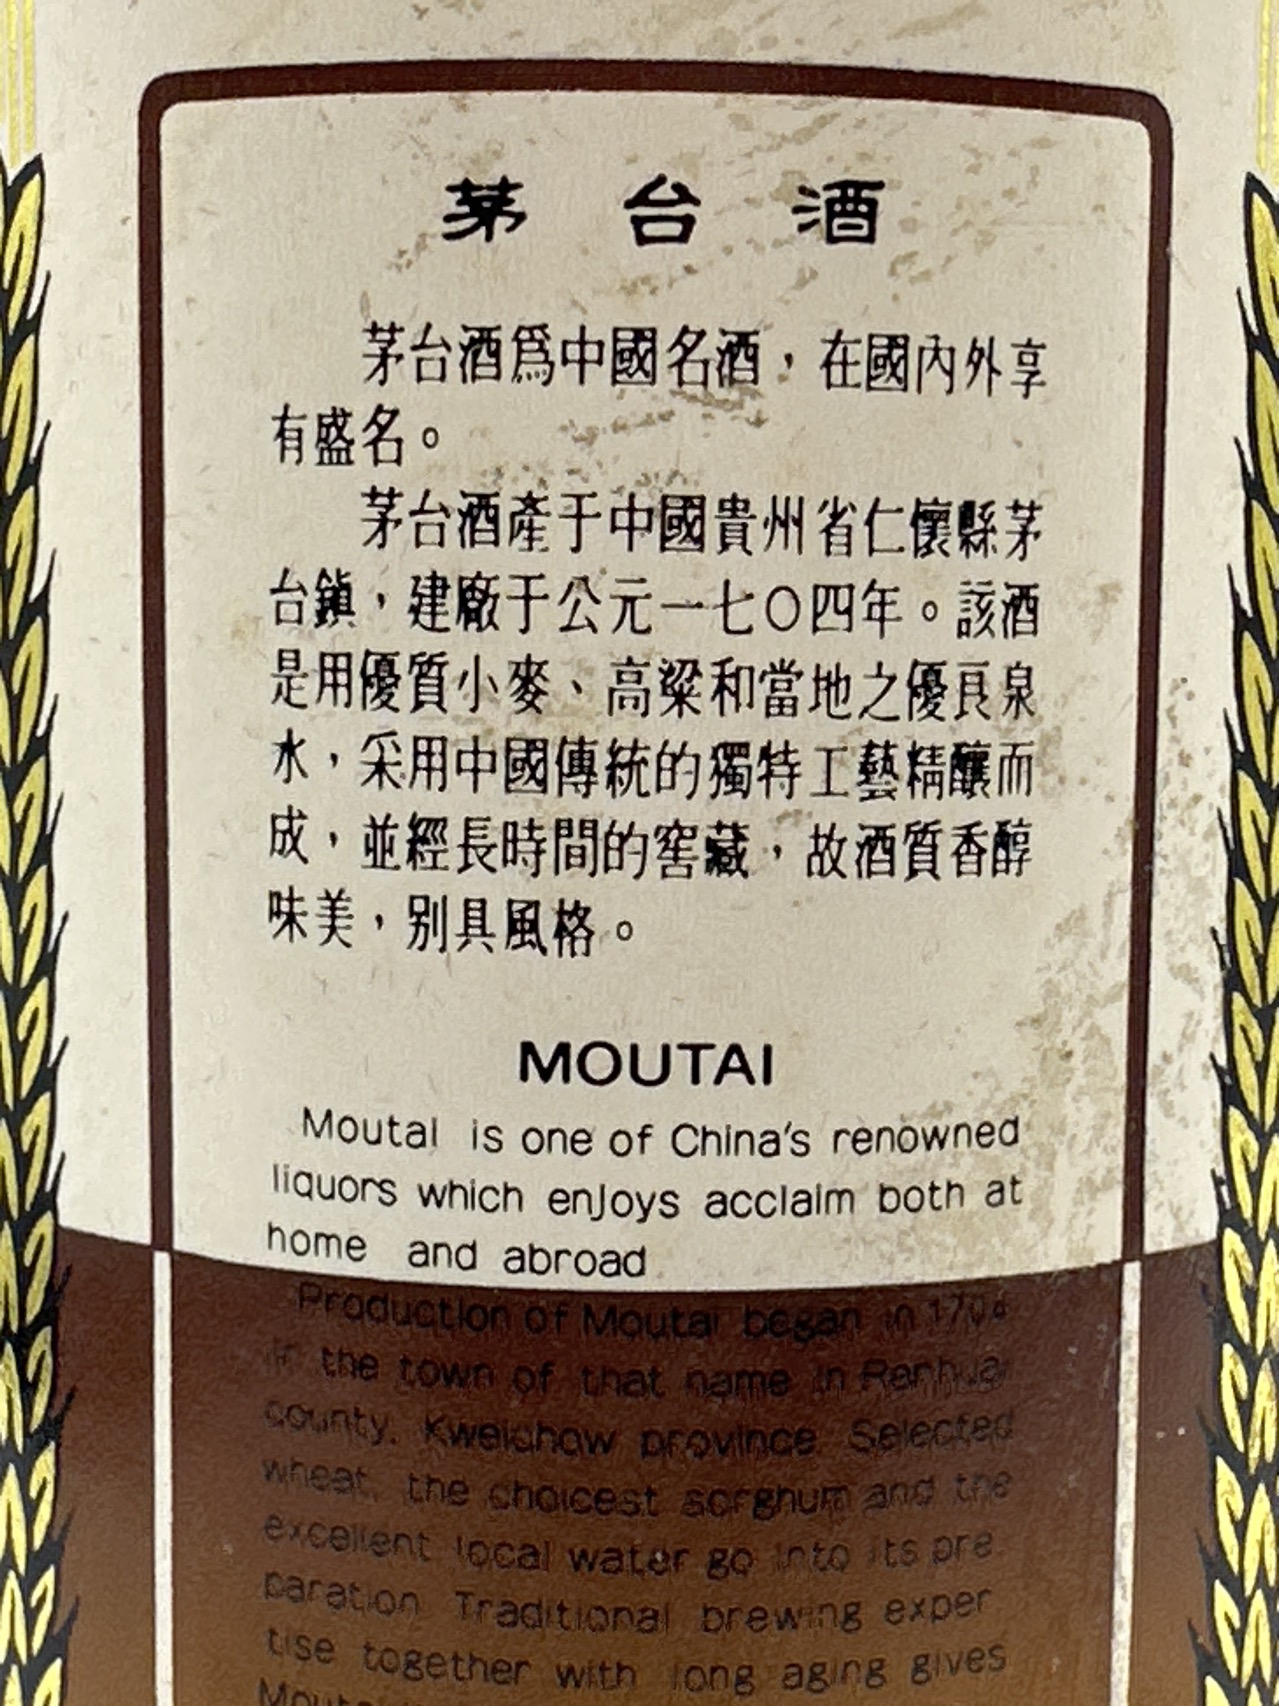 茅台酒
茅台酒爲中國名酒，在國內外享
有盛名。
茅台酒產于中國貴州省仁懷縣茅
台鎮，建廠于公元一七〇四年。該酒
是用優質小麥、高粱和當地之優良泉
水，采用中國傳統的獨特工藝精釀而
成，並經長時間的窖藏，故酒質香醇
味美，别具風格。
MOUTAI
Moutai is one of China's renowned
liquors which enjoys acclaim both at
home and abroad
Production of Moutai began in 1704
in the town of that name in Renhuai
county. Kweichow province Selected
wheat, the choicest sorghum and the
excellent local water go into its pre
paration Traditional brewing exper
tise together with long aging gives